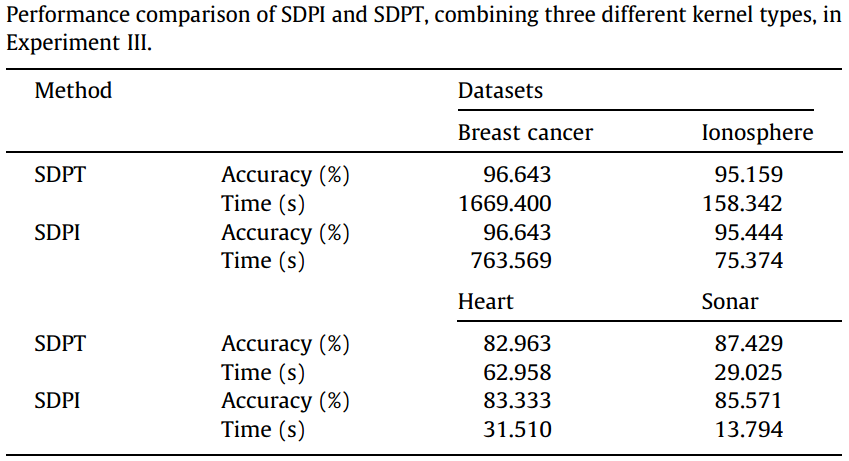 Performance comparison of SDPI and SDPT, combining three different kernel types, in
Experiment III.
Method Datasets
Breast cancer Ionosphere
SDPT Accuracy (%) 96.643 95.159
Time (s) 1669.400 158.342
SDPI Accuracy (%) 96.643 95.444
Time (s) 763.569 75.374
Heart Sonar
SDPT Accuracy (%) 82.963 87.429
Time (s) 62.958 29.025
SDPI Accuracy (%) 83.333 85.571
Time (s) 31.510 13.794